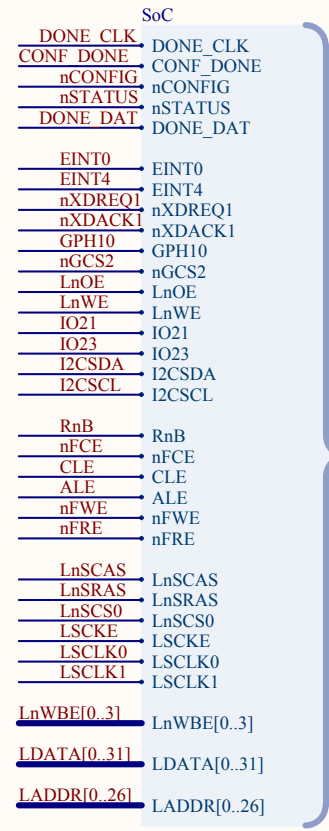 SoC
DONE_CLK DONE_CLK
CONF_DONE CONF_DONE
nCONFIG nCONFIG
nSTATUS nSTATUS
DONE_DAT DONE_DAT
EINT0 EINT0
EINT4 EINT4
nXDREQ1 nXDREQ1
nXDACK1 nXDACK1
GPH10 GPH10
nGCS2 nGCS2
LnOE LnOE
LnWE LnWE
IO21 IO21
IO23 IO23
I2CSDA I2CSDA
I2CSCL I2CSCL
RnB RnB
nFCE nFCE
CLE CLE
ALE ALE
nFWE nFWE
nFRE nFRE
LnSCAS LnSCAS
LnSRAS LnSRAS
LnSCS0 LnSCS0
LSCKE LSCKE
LSCLK0 LSCLK0
LSCLK1 LSCLK1
LnWBE[0..3] LnWBE[0..3]
LDATA[0..31] LDATA[0..31]
LADDR[0..26] LADDR[0..26]